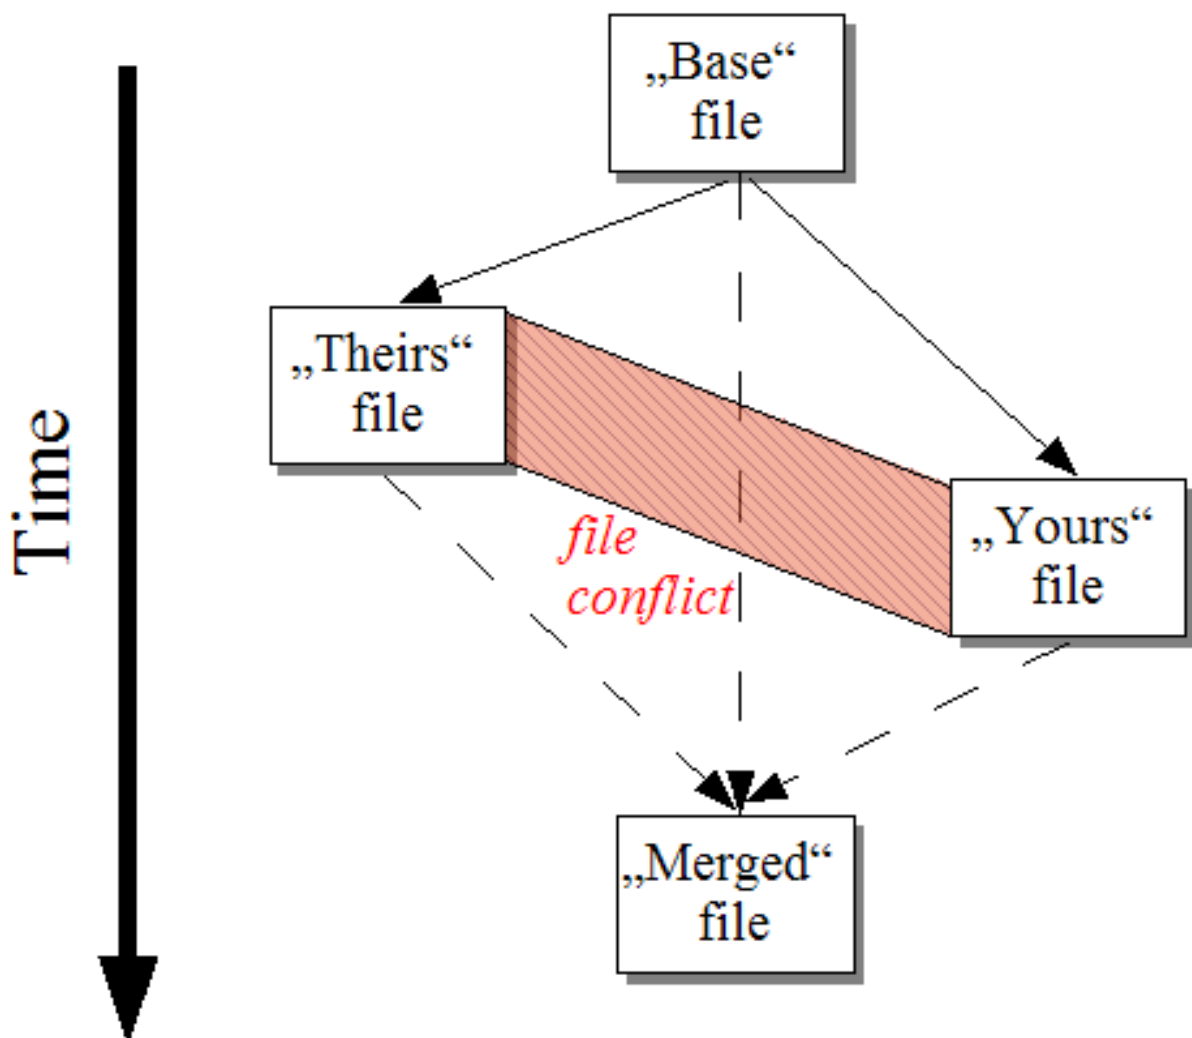 „Base“
file
„Theirs“
file
Time
„Yours“
file
file
conflict
„Merged“
file